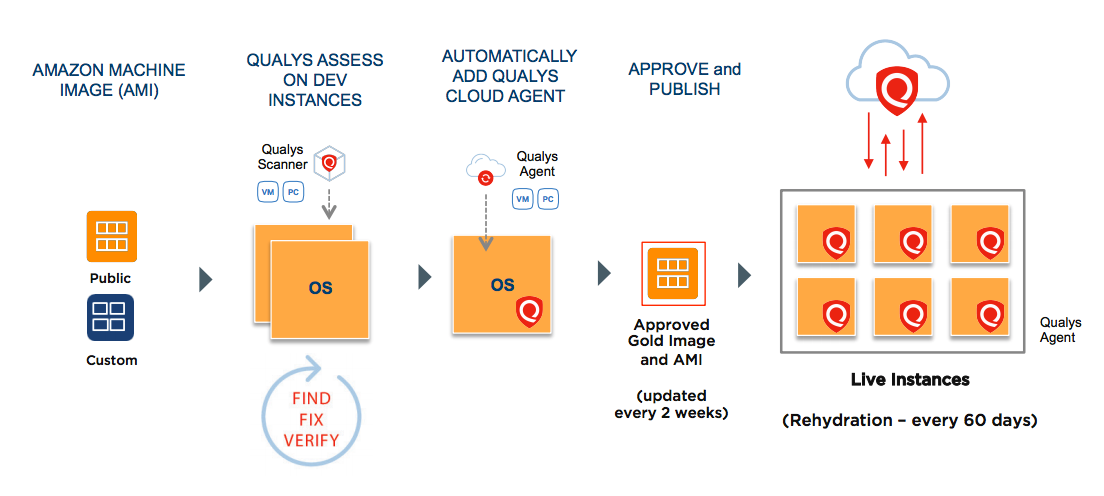 AMAZON MACHINE
IMAGE (AMI)
QUALYS ASSESS
ON DEV
INSTANCES
AUTOMATICALLY
ADD QUALYS
CLOUD AGENT
APPROVE and
PUBLISH
Qualys
Scanner
VM
PC
Qualys
Agent
VM
PC
Public
Custom
OS
FIND
FIX
VERIFY
OS
Approved
Gold Image
and AMI
(updated
every 2 weeks)
Qualys
Agent
Live Instances
(Rehydration – every 60 days)